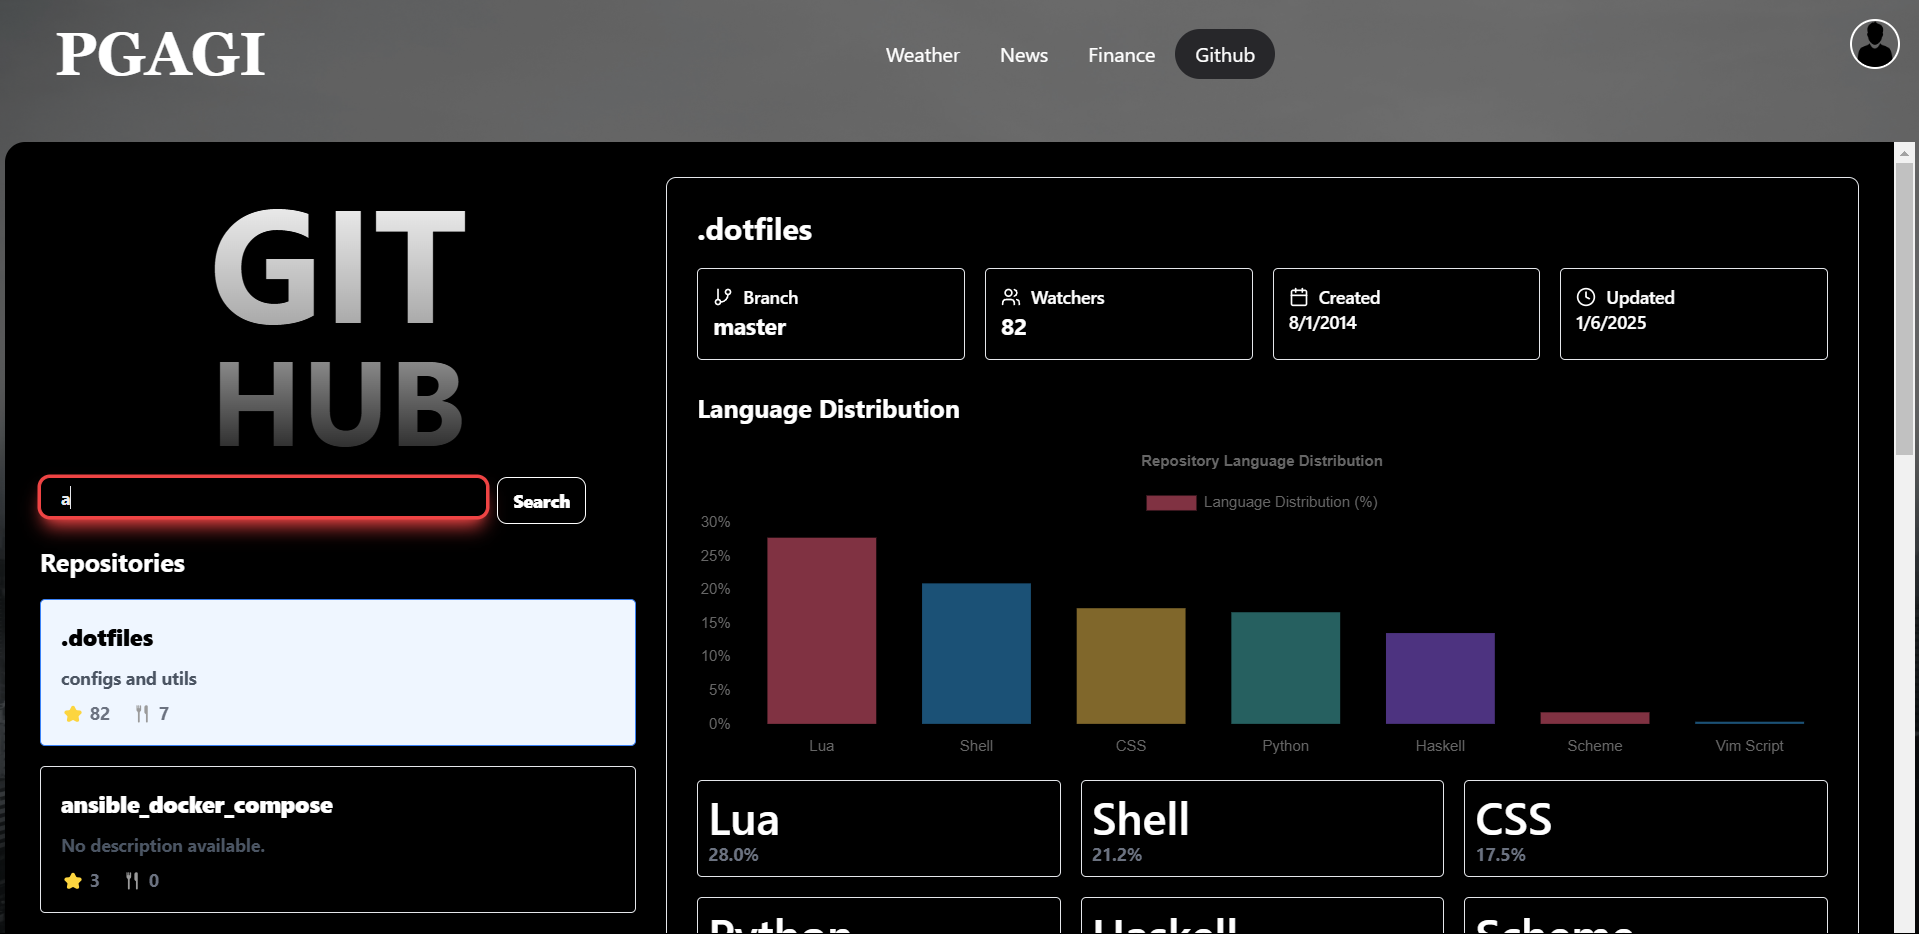 PGAGI
Weather
News
Finance
Github
GIT
HUB
a
Search
Repositories
.dotfiles
configs and utils
82
7
ansible_docker_compose
No description available.
3
0
.dotfiles
Branch
master
Watchers
82
Created
8/1/2014
Updated
1/6/2025
Language Distribution
Repository Language Distribution
Language Distribution (%)
30%
25%
20%
15%
10%
5%
0%
Lua
Shell
CSS
Python
Haskell
Scheme
Vim Script
Lua
28.0%
Shell
21.2%
CSS
17.5%
Python
Haskell
Scheme